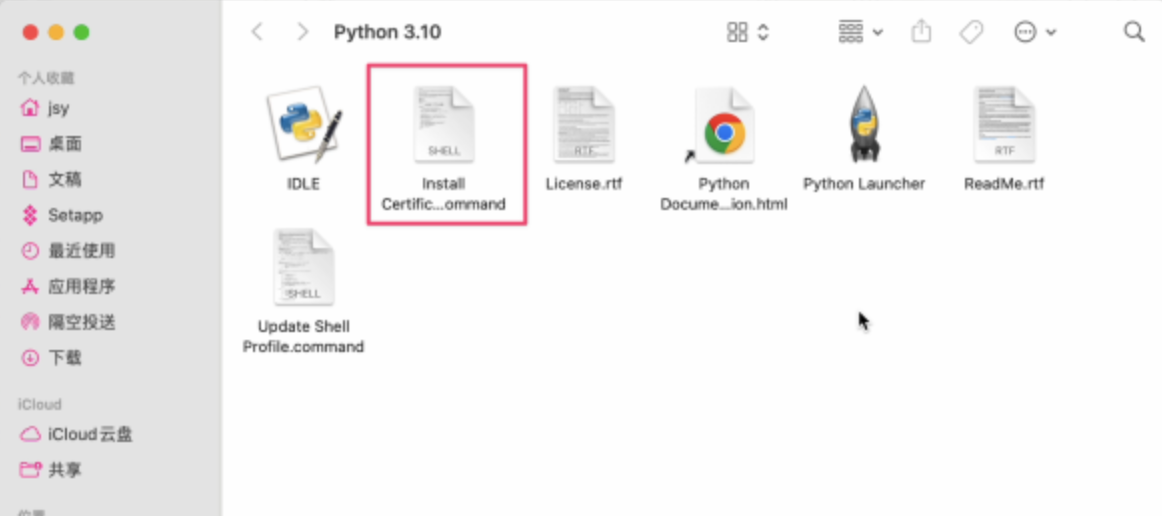 Python 3.10
个人收藏
jsy
桌面
文稿
Setapp
最近使用
应用程序
隔空投送
下载
iCloud
iCloud云盘
共享
位置
SHELL
RTF
RTF
IDLE
Install
Certific...ommand
License.rtf
Python
Docume...ion.html
Python Launcher
ReadMe.rtf
SHELL
Update Shell
Profile.command